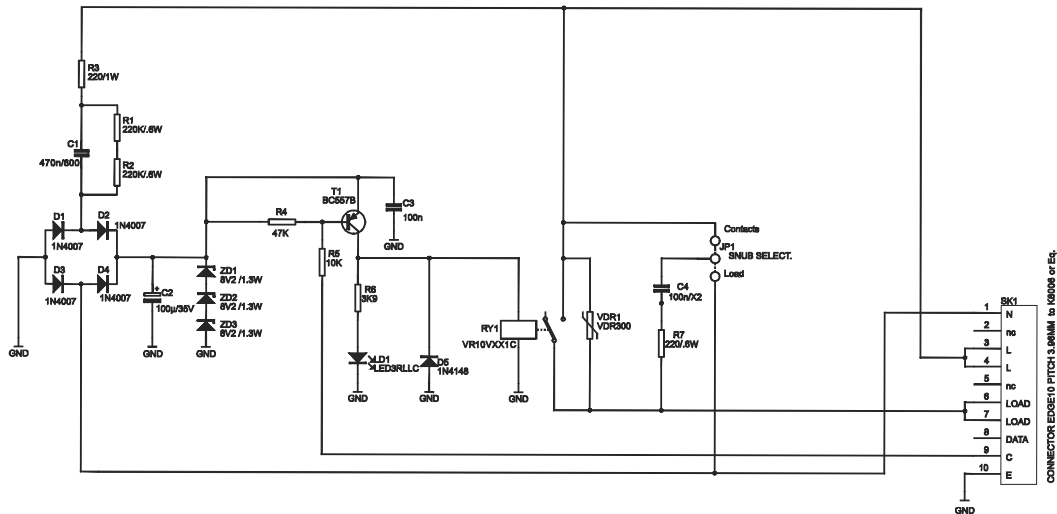 R3
220/1W
R1
220K/.6W
C1
470n/600
R2
220K/.6W
D1
1N4007
D2
1N4007
D3
1N4007
D4
1N4007
+
C2
100µ/35V
GND
GND
ZD1
8V2 /1.3W
ZD2
8V2 /1.3W
ZD3
8V2 /1.3W
GND
R4
47K
T1
BC557B
C3
100n
GND
R5
10K
R6
3K9
LD1
LED3RLLC
GND
D5
1N4148
GND
RY1
VR10VXX1C
GND
VDR1
VDR300
Contacts
JP1
SNUB SELECT.
Load
C4
100n/X2
R7
220/.6W
SK1
1 N
2 nc
3 L
4 L
5 nc
6 LOAD
7 LOAD
8 DATA
9 C
10 E
GND
CONNECTOR EDGE10 PITCH 3.96MM to K8006 or Eq.